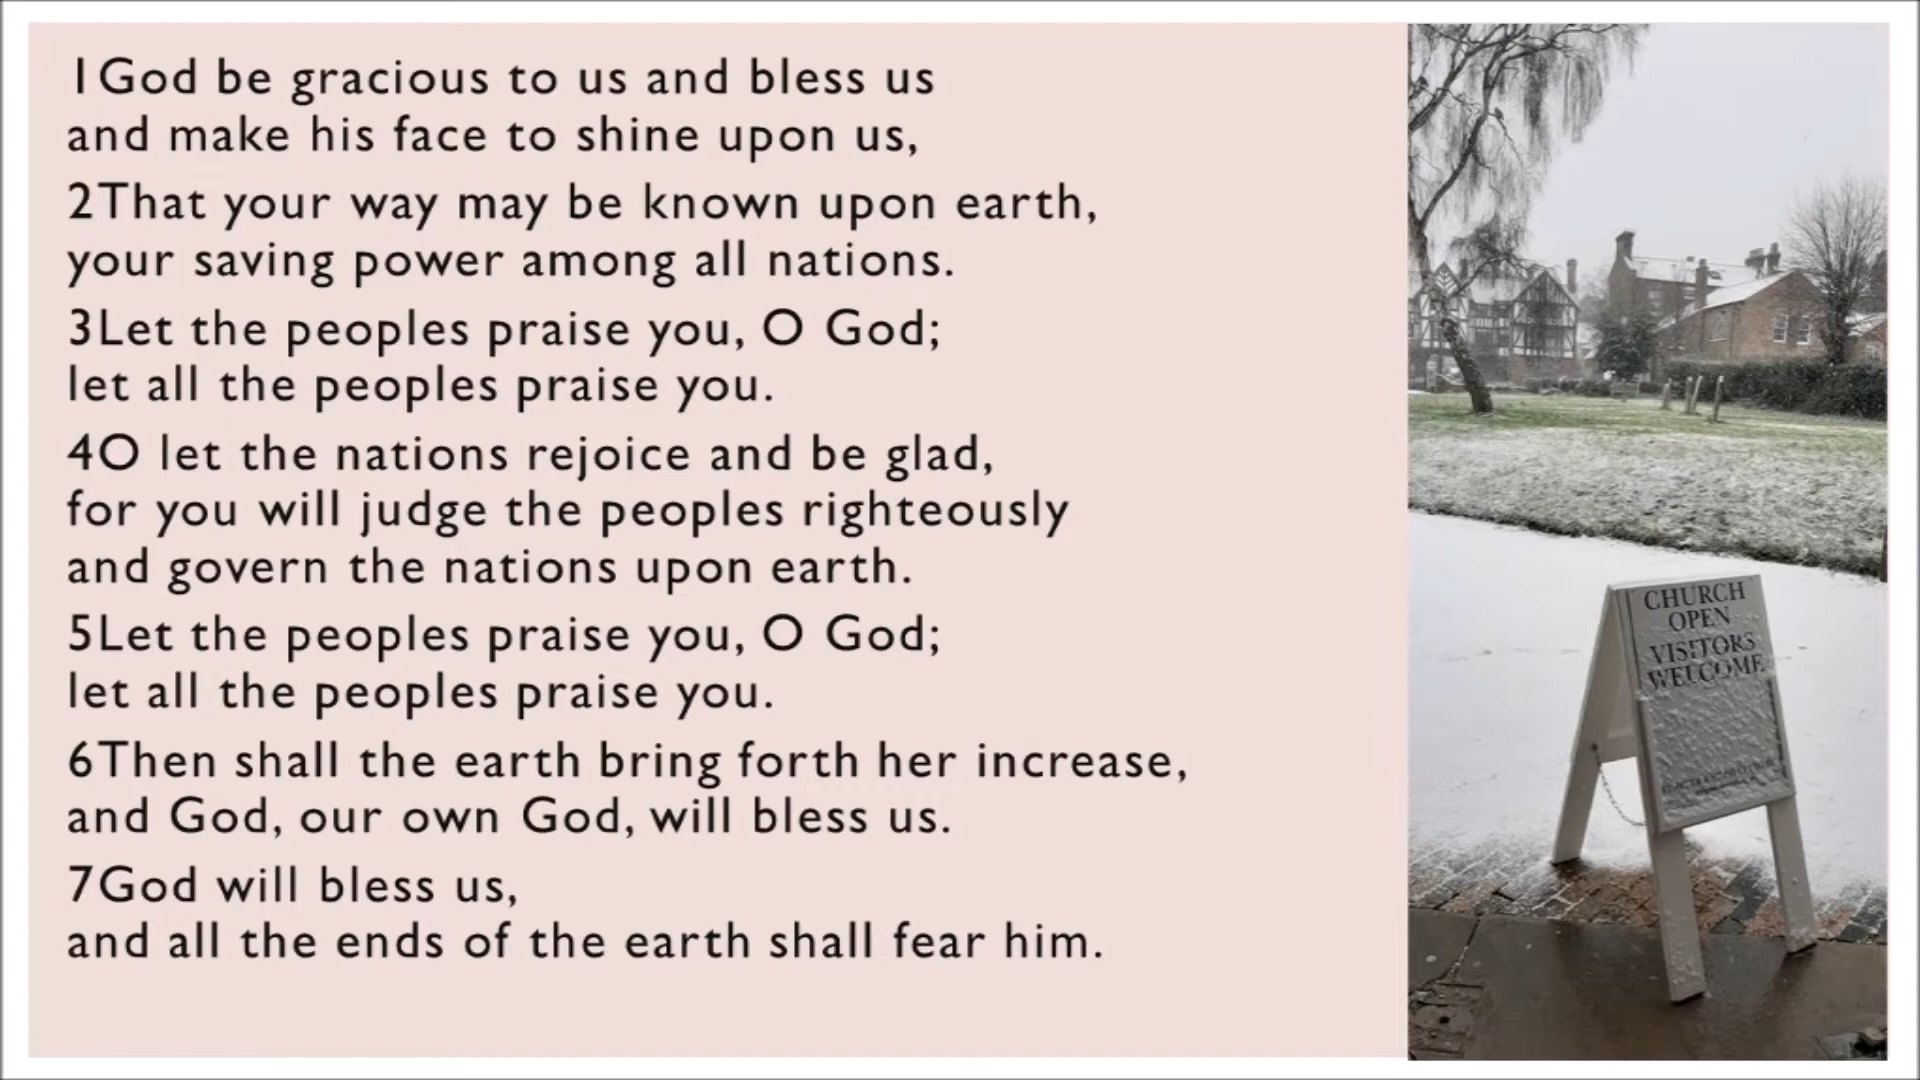 1God be gracious to us and bless us
and make his face to shine upon us,
2That your way may be known upon earth,
your saving power among all nations.
3Let the peoples praise you, O God;
let all the peoples praise you.
4O let the nations rejoice and be glad,
for you will judge the peoples righteously
and govern the nations upon earth.
5Let the peoples praise you, O God;
let all the peoples praise you.
6Then shall the earth bring forth her increase,
and God, our own God, will bless us.
7God will bless us,
and all the ends of the earth shall fear him.
CHURCH
OPEN
VISITORS
WELCOME